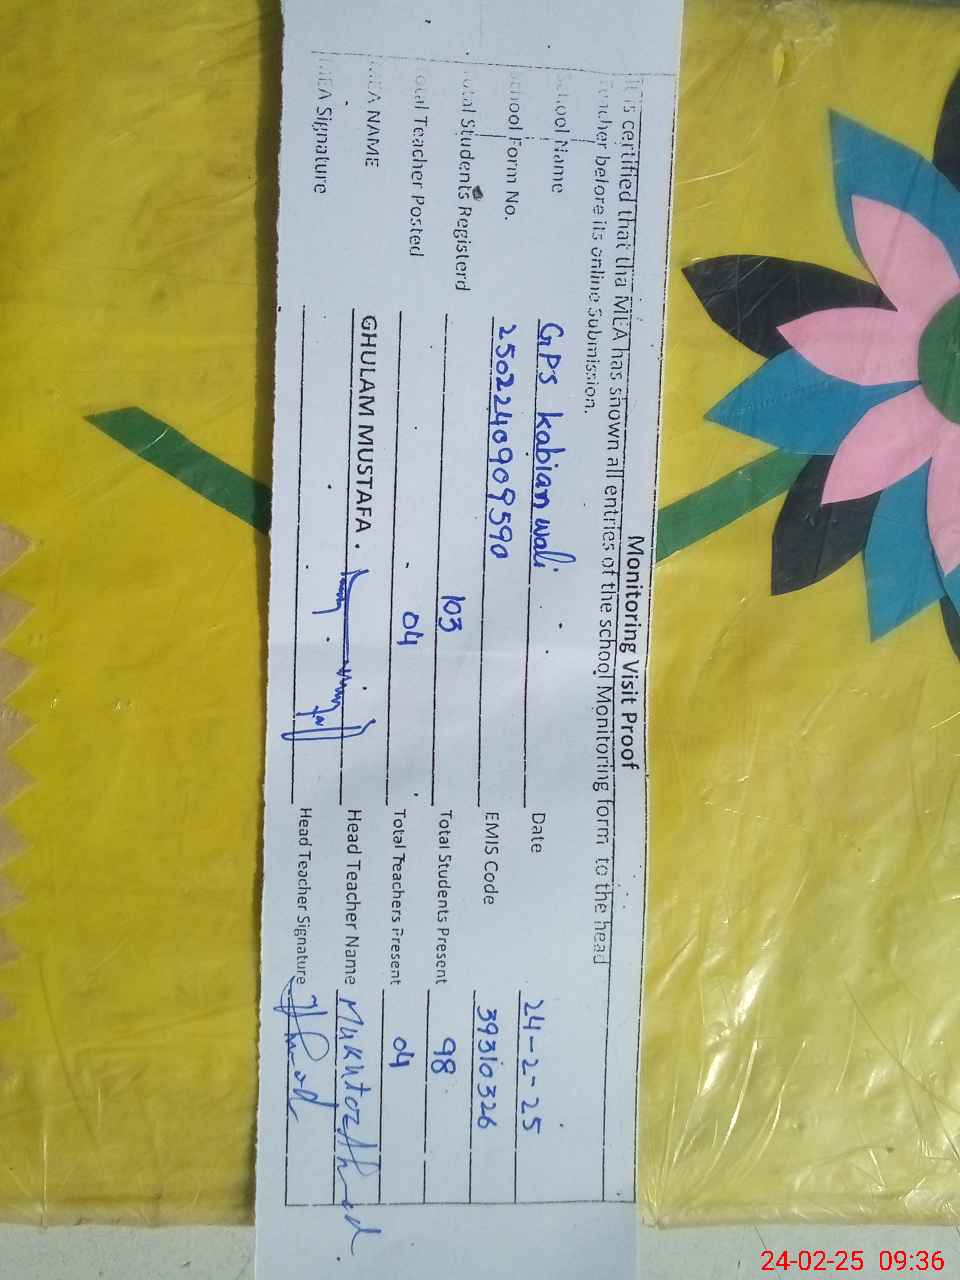 Monitoring Visit Proof
It is certified that tha MEA has snown all entries of the school Monitoring form to the head
Teacher before its online Submission.
School Name GPS Kabian wali Date 24-2-25
School Form No. 2502240909590 EMIS Code 39310326
Total Students Registerd 103 Total Students Present 98
Total Teacher Posted 04 Total Teachers Present 04
MEA NAME GHULAM MUSTAFA. Head Teacher Name
MEA Signature Head Teacher Signature
24-02-25 09:36